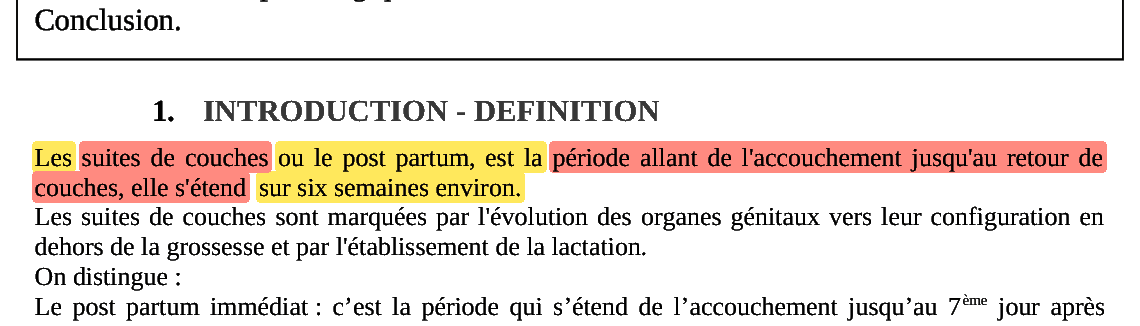 Conclusion.
1. INTRODUCTION - DEFINITION
Les suites de couches ou le post partum, est la période allant de l'accouchement jusqu'au retour de
couches, elle s'étend sur six semaines environ.
Les suites de couches sont marquées par l'évolution des organes génitaux vers leur configuration en
dehors de la grossesse et par l'établissement de la lactation.
On distingue :
Le post partum immédiat : c’est la période qui s’étend de l’accouchement jusqu’au 7ème jour après